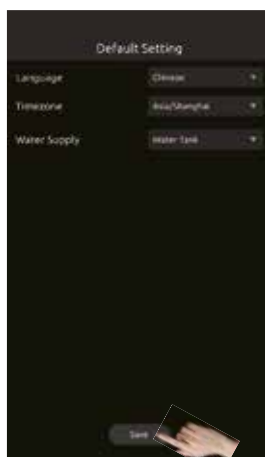 Default Setting
Language Chinese
Timezone Asia/Shanghai
Water Supply Water Tank
Save